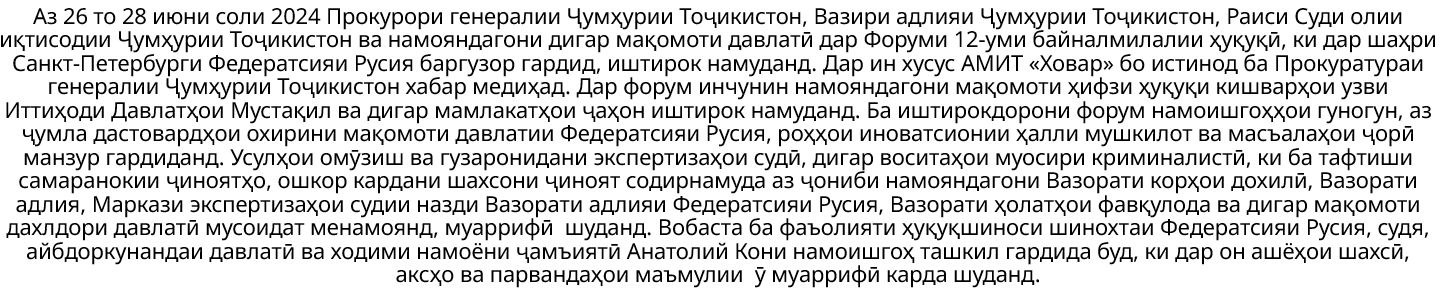 Аз 26 то 28 июни соли 2024 Прокурори генералии Ҷумҳурии Тоҷикистон, Вазири адлияи Ҷумҳурии Тоҷикистон, Раиси Суди олии
иқтисодии Ҷумҳурии Тоҷикистон ва намояндагони дигар мақомоти давлатӣ дар Форуми 12-уми байналмилалии ҳуқуқӣ, ки дар шаҳри
Санкт-Петербурги Федератсияи Русия баргузор гардид, иштирок намуданд. Дар ин хусус АМИТ «Ховар» бо истинод ба Прокуратураи
генералии Ҷумҳурии Тоҷикистон хабар медиҳад. Дар форум инчунин намояндагони мақомоти ҳифзи ҳуқуқи кишварҳои узви
Иттиҳоди Давлатҳои Мустақил ва дигар мамлакатҳои ҷаҳон иштирок намуданд. Ба иштирокдорони форум намоишгоҳҳои гуногун, аз
ҷумла дастовардҳои охирини мақомоти давлатии Федератсияи Русия, роҳҳои инноватсионии ҳалли мушкилот ва масъалаҳои ҷорӣ
манзур гардиданд. Усулҳои омӯзиш ва гузаронидани экспертизаҳои судӣ, дигар воситаҳои муосири криминалистӣ, ки ба тафтиши
самаранокии ҷиноятҳо, ошкор кардани шахсони ҷиноят содирнамуда аз ҷониби намояндагони Вазорати корҳои дохилӣ, Вазорати
адлия, Маркази экспертизаҳои судии назди Вазорати адлияи Федератсияи Русия, Вазорати ҳолатҳои фавқулода ва дигар мақомоти
дахлдори давлатӣ мусоидат менамоянд, муаррифӣ шуданд. Вобаста ба фаъолияти ҳуқуқшиноси шинохтаи Федератсияи Русия, судя,
айбдоркунандаи давлатӣ ва ходими намоёни ҷамъиятӣ Анатолий Кони намоишгоҳ ташкил гардида буд, ки дар он ашёҳои шахсӣ,
аксҳо ва парвандаҳои маъмулии ӯ муаррифӣ карда шуданд.